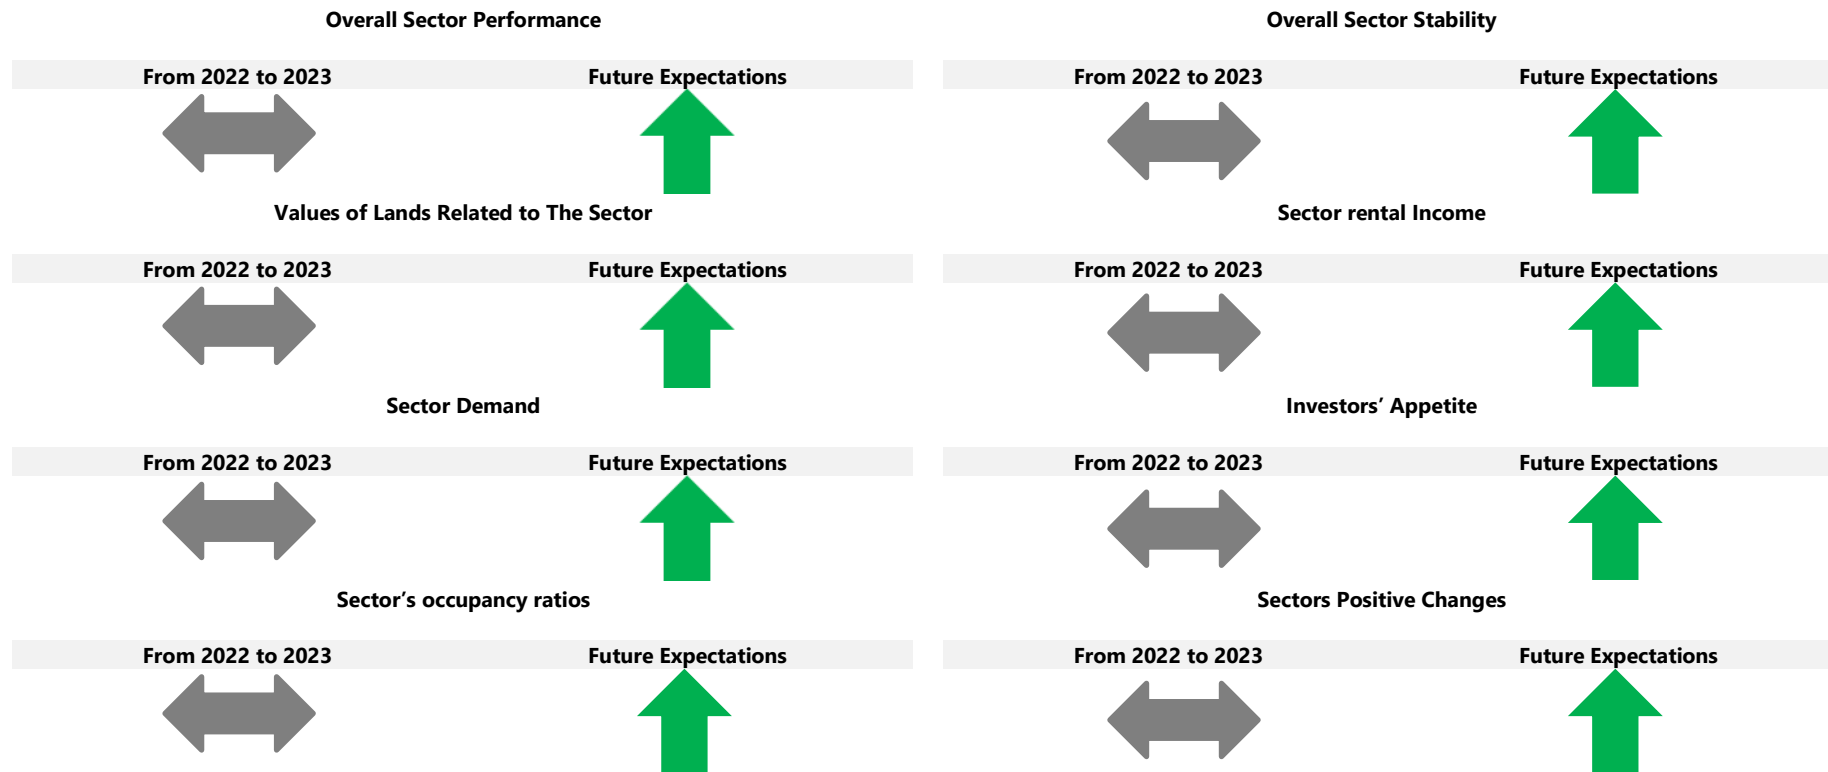 Overall Sector Performance
Overall Sector Stability
From 2022 to 2023
Future Expectations
From 2022 to 2023
Future Expectations
Values of Lands Related to The Sector
Sector rental Income
From 2022 to 2023
Future Expectations
From 2022 to 2023
Future Expectations
Sector Demand
Investors’ Appetite
From 2022 to 2023
Future Expectations
From 2022 to 2023
Future Expectations
Sector’s occupancy ratios
Sectors Positive Changes
From 2022 to 2023
Future Expectations
From 2022 to 2023
Future Expectations